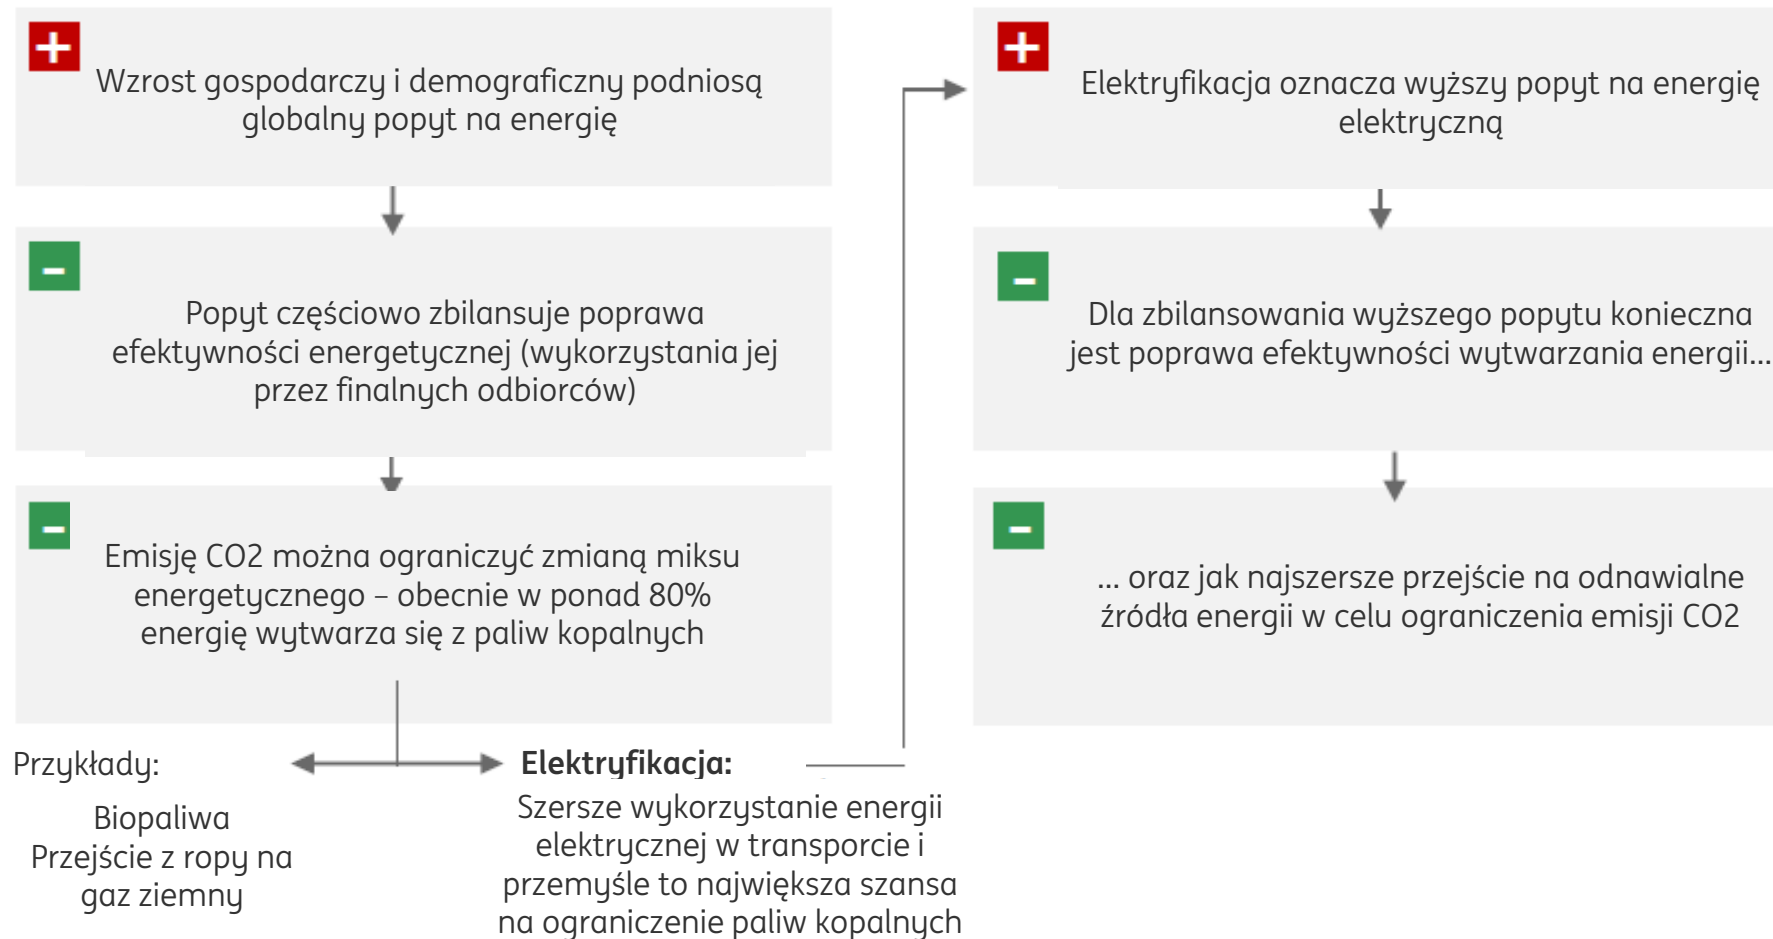 +
Wzrost gospodarczy i demograficzny podniosą
globalny popyt na energię
-
Popyt częściowo zbilansuje poprawa
efektywności energetycznej (wykorzystania jej
przez finalnych odbiorców)
-
Emisję CO2 można ograniczyć zmianą miksu
energetycznego – obecnie w ponad 80%
energię wytwarza się z paliw kopalnych
Przykłady:
Biopaliwa
Przejście z ropy na
gaz ziemny
Elektryfikacja:
Szersze wykorzystanie energii
elektrycznej w transporcie i
przemyśle to największa szansa
na ograniczenie paliw kopalnych
+
Elektryfikacja oznacza wyższy popyt na energię
elektryczną
-
Dla zbilansowania wyższego popytu konieczna
jest poprawa efektywności wytwarzania energii...
-
... oraz jak najszersze przejście na odnawialne
źródła energii w celu ograniczenia emisji CO2